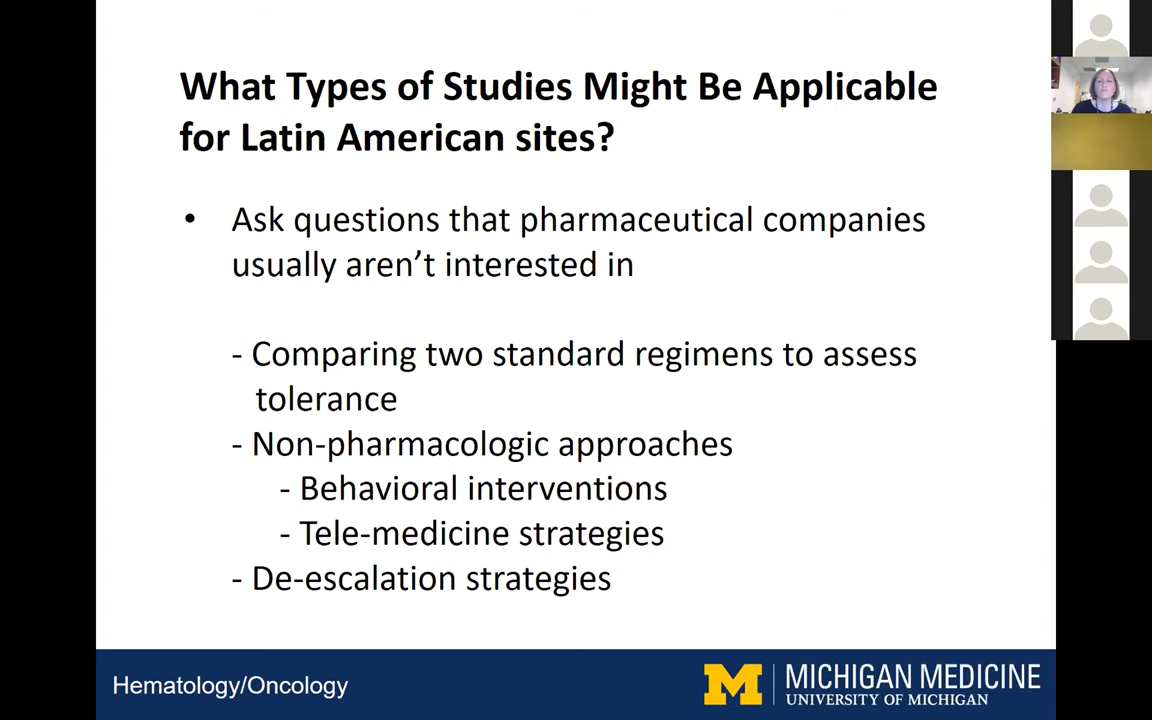 What Types of Studies Might Be Applicable
for Latin American sites?
• Ask questions that pharmaceutical companies
usually aren’t interested in
- Comparing two standard regimens to assess
tolerance
- Non-pharmacologic approaches
- Behavioral interventions
- Tele-medicine strategies
- De-escalation strategies
Hematology/Oncology
M MICHIGAN MEDICINE
UNIVERSITY OF MICHIGAN